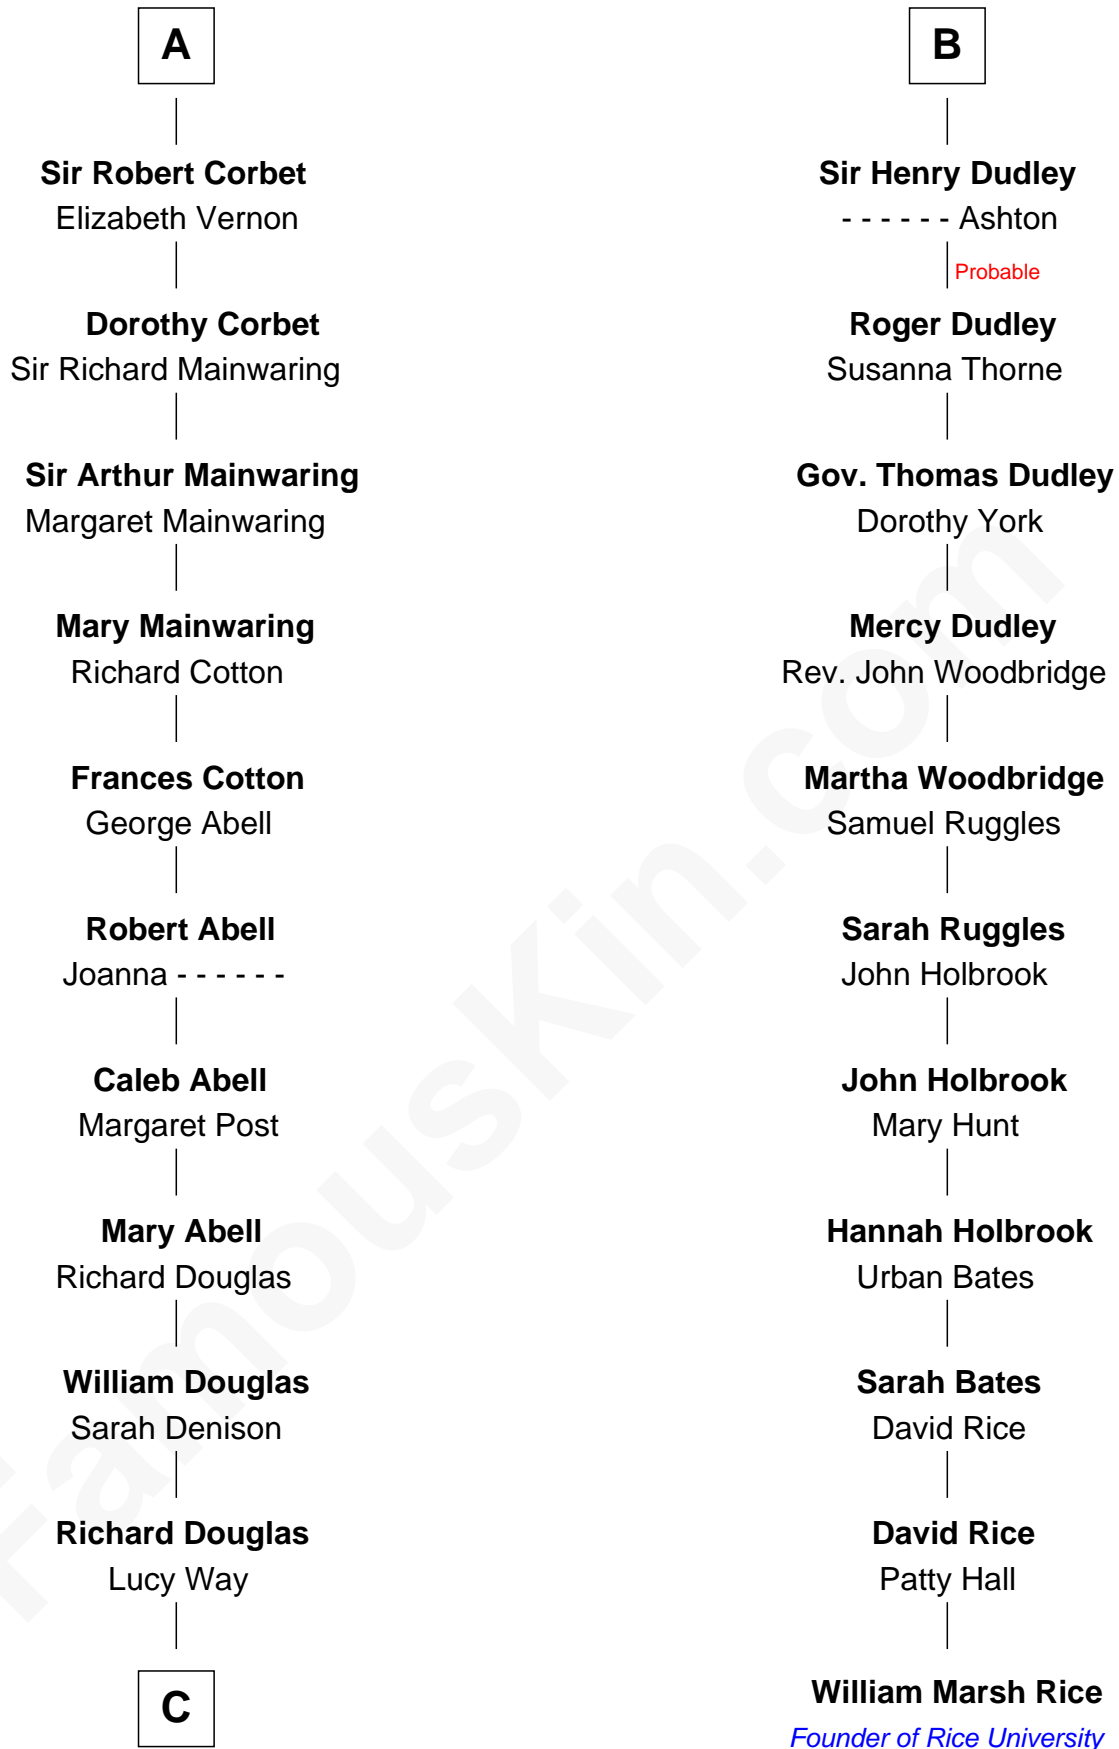 A
Sir Robert Corbet
Elizabeth Vernon
Dorothy Corbet
Sir Richard Mainwaring
Sir Arthur Mainwaring
Margaret Mainwaring
Mary Mainwaring
Richard Cotton
Frances Cotton
George Abell
Robert Abell
Joanna - - - - - -
Caleb Abell
Margaret Post
Mary Abell
Richard Douglas
William Douglas
Sarah Denison
Richard Douglas
Lucy Way
C
B
Sir Henry Dudley
- - - - - - Ashton
Probable
Roger Dudley
Susanna Thorne
Gov. Thomas Dudley
Dorothy York
Mercy Dudley
Rev. John Woodbridge
Martha Woodbridge
Samuel Ruggles
Sarah Ruggles
John Holbrook
John Holbrook
Mary Hunt
Hannah Holbrook
Urban Bates
Sarah Bates
David Rice
David Rice
Patty Hall
William Marsh Rice
Founder of Rice University
FamousKin.com